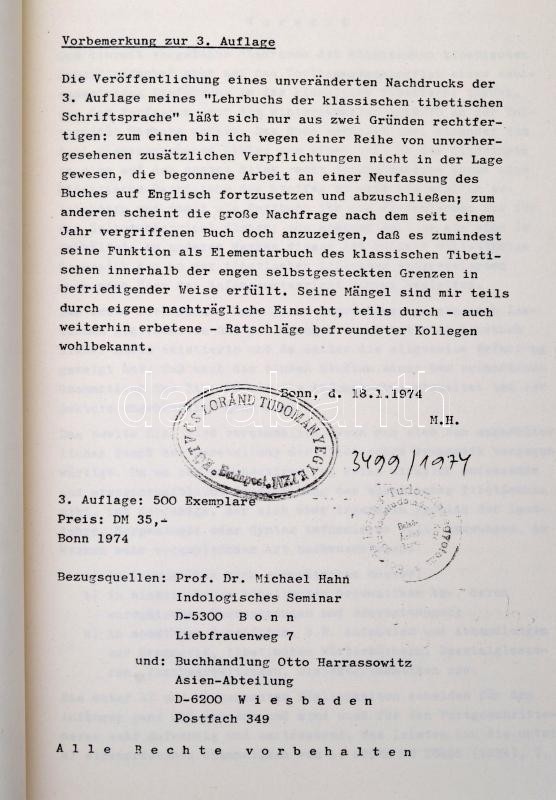 Vorbemerkung zur 3. Auflage
Die Veröffentlichung eines unveränderten Nachdrucks der
3. Auflage meines "Lehrbuchs der klassischen tibetischen
Schriftsprache" läßt sich nur aus zwei Gründen rechtfer-
tigen: zum einen bin ich wegen einer Reihe von unvorher-
gesehenen zusätzlichen Verpflichtungen nicht in der Lage
gewesen, die begonnene Arbeit an einer Neufassung des
Buches auf Englisch fortzusetzen und abzuschließen; zum
anderen scheint die große Nachfrage nach dem seit einem
Jahr vergriffenen Buch doch anzuzeigen, daß es zumindest
seine Funktion als Elementarbuch des klassischen Tibeti-
schen innerhalb der engen selbstgesteckten Grenzen in
befriedigender Weise erfüllt. Seine Mängel sind mir teils
durch eigene nachträgliche Einsicht, teils durch - auch
weiterhin erbetene - Ratschläge befreundeter Kollegen
wohlbekannt.
Bonn, d. 18.1.1974
M.H.
EÖTVÖS LORÁND TUDOMÁNYEGYETEM
Budapest
3499/1974
darabanth
3. Auflage: 500 Exemplare
Preis: DM 35,-
Bonn 1974
Bezugsquellen: Prof. Dr. Michael Hahn
Indologisches Seminar
D-5300 B o n n
Liebfrauenweg 7
und: Buchhandlung Otto Harrassowitz
Asien-Abteilung
D-6200 W i e s b a d e n
Postfach 349
A l l e   R e c h t e   v o r b e h a l t e n